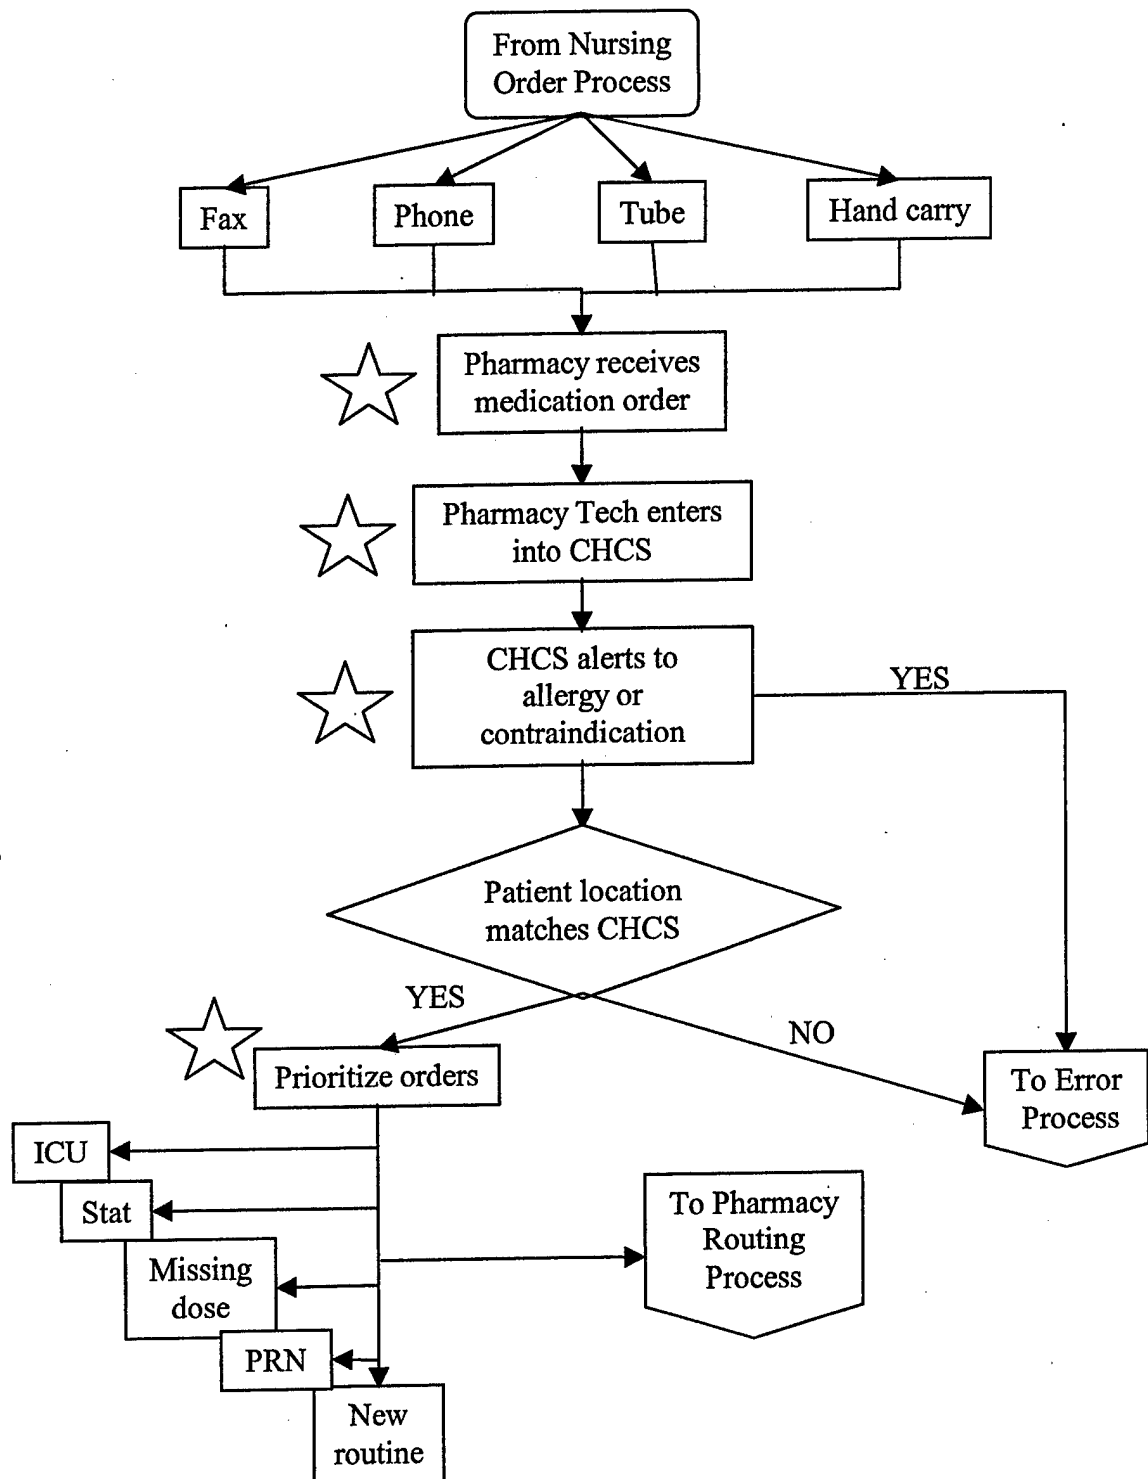 From Nursing
Order Process
Fax
Phone
Tube
Hand carry
Pharmacy receives
medication order
Pharmacy Tech enters
into CHCS
CHCS alerts to
allergy or
contraindication
YES
Patient location
matches CHCS
YES
NO
Prioritize orders
To Error
Process
ICU
Stat
Missing
dose
PRN
New
routine
To Pharmacy
Routing
Process